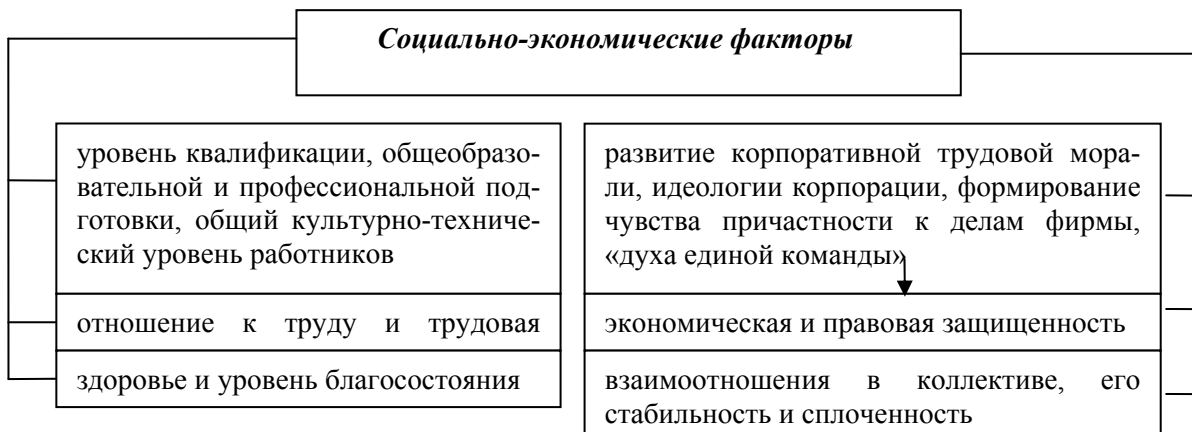 Социально-экономические факторы
уровень квалификации, общеобразо-
вательной и профессиональной под-
готовки, общий культурно-техниче-
ский уровень работников
отношение к труду и трудовая
здоровье и уровень благосостояния
развитие корпоративной трудовой мора-
ли, идеологии корпорации, формирование
чувства причастности к делам фирмы,
«духа единой команды»
экономическая и правовая защищенность
взаимоотношения в коллективе, его
стабильность и сплоченность